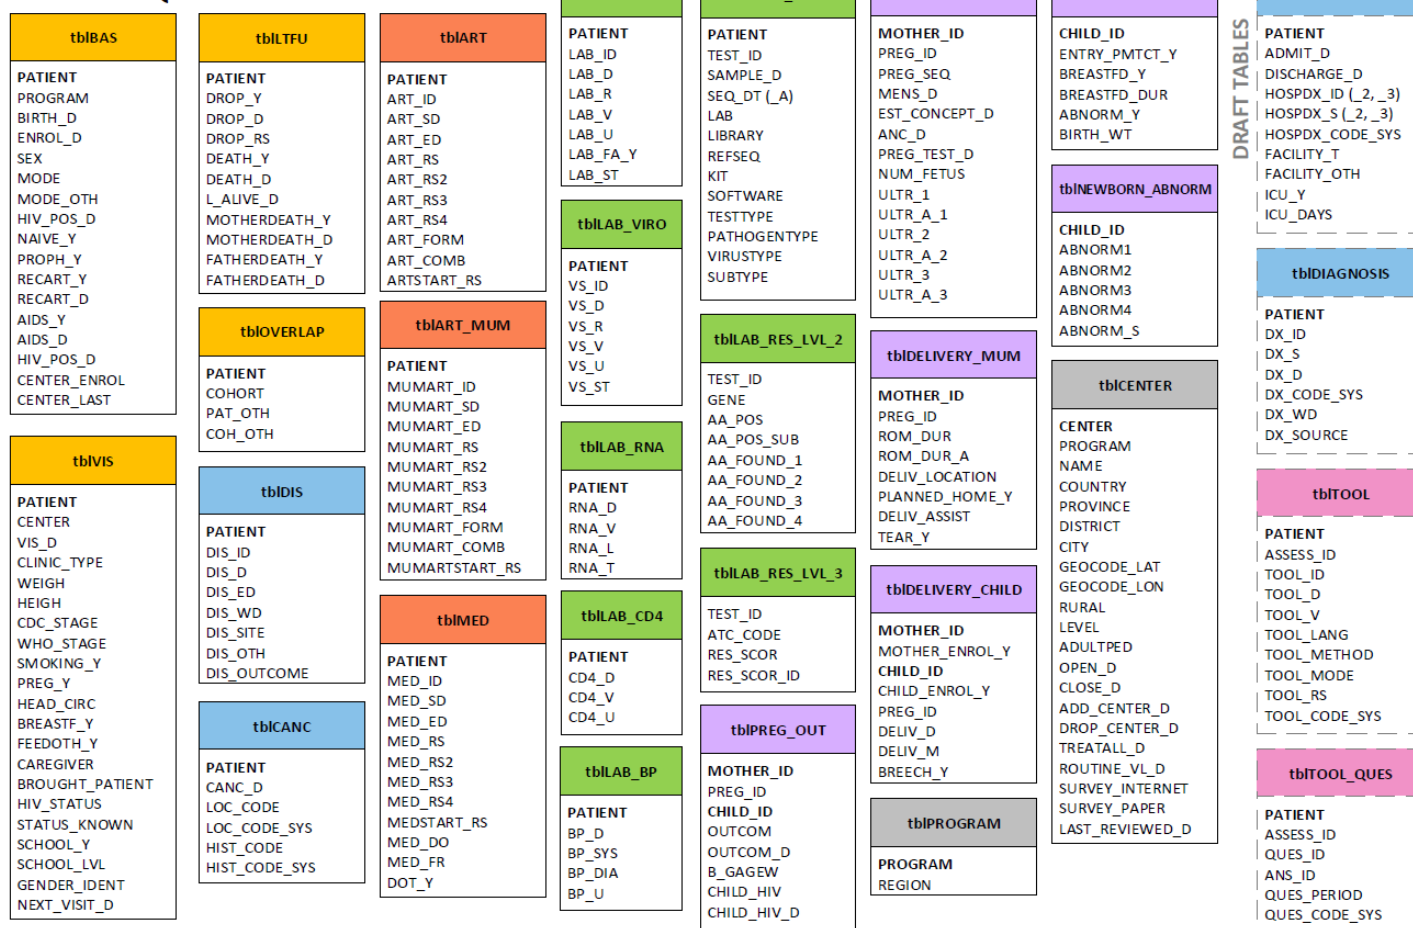 tblBAS
PATIENT
PROGRAM
BIRTH_D
ENROL_D
SEX
MODE
MODE_OTH
HIV_POS_D
NAIVE_Y
PROPH_Y
RECART_Y
RECART_D
AIDS_Y
AIDS_D
HIV_POS_D
CENTER_ENROL
CENTER_LAST
tblVIS
PATIENT
CENTER
VIS_D
CLINIC_TYPE
WEIGH
HEIGH
CDC_STAGE
WHO_STAGE
SMOKING_Y
PREG_Y
HEAD_CIRC
BREASTF_Y
FEEDOTH_Y
CAREGIVER
BROUGHT_PATIENT
HIV_STATUS
STATUS_KNOWN
SCHOOL_Y
SCHOOL_LVL
GENDER_IDENT
NEXT_VISIT_D
tblLTFU
PATIENT
DROP_Y
DROP_D
DROP_RS
DEATH_Y
DEATH_D
L_ALIVE_D
MOTHERDEATH_Y
MOTHERDEATH_D
FATHERDEATH_Y
FATHERDEATH_D
tblOVERLAP
PATIENT
COHORT
PAT_OTH
COH_OTH
tblDIS
PATIENT
DIS_ID
DIS_D
DIS_ED
DIS_WD
DIS_SITE
DIS_OTH
DIS_OUTCOME
tblCANC
PATIENT
CANC_D
LOC_CODE
LOC_CODE_SYS
HIST_CODE
HIST_CODE_SYS
tblART
PATIENT
ART_ID
ART_SD
ART_ED
ART_RS
ART_RS2
ART_RS3
ART_RS4
ART_FORM
ART_COMB
ARTSTART_RS
tblART_MUM
PATIENT
MUMART_ID
MUMART_SD
MUMART_ED
MUMART_RS
MUMART_RS2
MUMART_RS3
MUMART_RS4
MUMART_FORM
MUMART_COMB
MUMARTSTART_RS
tblMED
PATIENT
MED_ID
MED_SD
MED_ED
MED_RS
MED_RS2
MED_RS3
MED_RS4
MEDSTART_RS
MED_DO
MED_FR
DOT_Y
PATIENT
LAB_ID
LAB_D
LAB_R
LAB_V
LAB_U
LAB_FA_Y
LAB_ST
tblLAB_VIRO
PATIENT
VS_ID
VS_D
VS_R
VS_V
VS_U
VS_ST
tblLAB_RNA
PATIENT
RNA_D
RNA_V
RNA_L
RNA_T
tblLAB_CD4
PATIENT
CD4_D
CD4_V
CD4_U
tblLAB_BP
PATIENT
BP_D
BP_SYS
BP_DIA
BP_U
PATIENT
TEST_ID
SAMPLE_D
SEQ_DT (_A)
LAB
LIBRARY
REFSEQ
KIT
SOFTWARE
TESTTYPE
PATHOGENTYPE
VIRUSTYPE
SUBTYPE
tblLAB_RES_LVL_2
TEST_ID
GENE
AA_POS
AA_POS_SUB
AA_FOUND_1
AA_FOUND_2
AA_FOUND_3
AA_FOUND_4
tblLAB_RES_LVL_3
TEST_ID
ATC_CODE
RES_SCOR
RES_SCOR_ID
tblPREG_OUT
MOTHER_ID
PREG_ID
CHILD_ID
OUTCOM
OUTCOM_D
B_GAGEW
CHILD_HIV
CHILD_HIV_D
MOTHER_ID
PREG_ID
PREG_SEQ
MENS_D
EST_CONCEPT_D
ANC_D
PREG_TEST_D
NUM_FETUS
ULTR_1
ULTR_A_1
ULTR_2
ULTR_A_2
ULTR_3
ULTR_A_3
tblDELIVERY_MUM
MOTHER_ID
PREG_ID
ROM_DUR
ROM_DUR_A
DELIV_LOCATION
PLANNED_HOME_Y
DELIV_ASSIST
TEAR_Y
tblDELIVERY_CHILD
MOTHER_ID
MOTHER_ENROL_Y
CHILD_ID
CHILD_ENROL_Y
PREG_ID
DELIV_D
DELIV_M
BREECH_Y
tblPROGRAM
PROGRAM
REGION
CHILD_ID
ENTRY_PMTCT_Y
BREASTFD_Y
BREASTFD_DUR
ABNORM_Y
BIRTH_WT
tblNEWBORN_ABNORM
CHILD_ID
ABNORM1
ABNORM2
ABNORM3
ABNORM4
ABNORM_S
tblCENTER
CENTER
PROGRAM
NAME
COUNTRY
PROVINCE
DISTRICT
CITY
GEOCODE_LAT
GEOCODE_LON
RURAL
LEVEL
ADULTPED
OPEN_D
CLOSE_D
ADD_CENTER_D
DROP_CENTER_D
TREATALL_D
ROUTINE_VL_D
SURVEY_INTERNET
SURVEY_PAPER
LAST_REVIEWED_D
DRAFT TABLES
PATIENT
ADMIT_D
DISCHARGE_D
HOSPDX_ID (_2, _3)
HOSPDX_S (_2, _3)
HOSPDX_CODE_SYS
FACILITY_T
FACILITY_OTH
ICU_Y
ICU_DAYS
tblDIAGNOSIS
PATIENT
DX_ID
DX_S
DX_D
DX_CODE_SYS
DX_WD
DX_SOURCE
tblTOOL
PATIENT
ASSESS_ID
TOOL_ID
TOOL_D
TOOL_V
TOOL_LANG
TOOL_METHOD
TOOL_MODE
TOOL_RS
TOOL_CODE_SYS
tblTOOL_QUES
PATIENT
ASSESS_ID
QUES_ID
ANS_ID
QUES_PERIOD
QUES_CODE_SYS